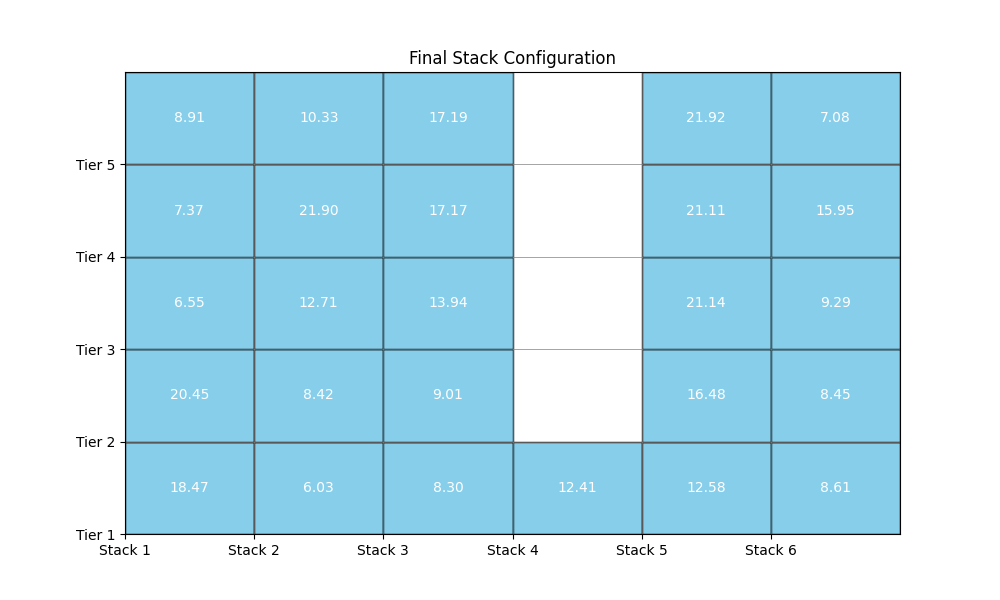 Final Stack Configuration
8.91 10.33 17.19 21.92 7.08
Tier 5
7.37 21.90 17.17 21.11 15.95
Tier 4
6.55 12.71 13.94 21.14 9.29
Tier 3
20.45 8.42 9.01 16.48 8.45
Tier 2
18.47 6.03 8.30 12.41 12.58 8.61
Tier 1
Stack 1 Stack 2 Stack 3 Stack 4 Stack 5 Stack 6